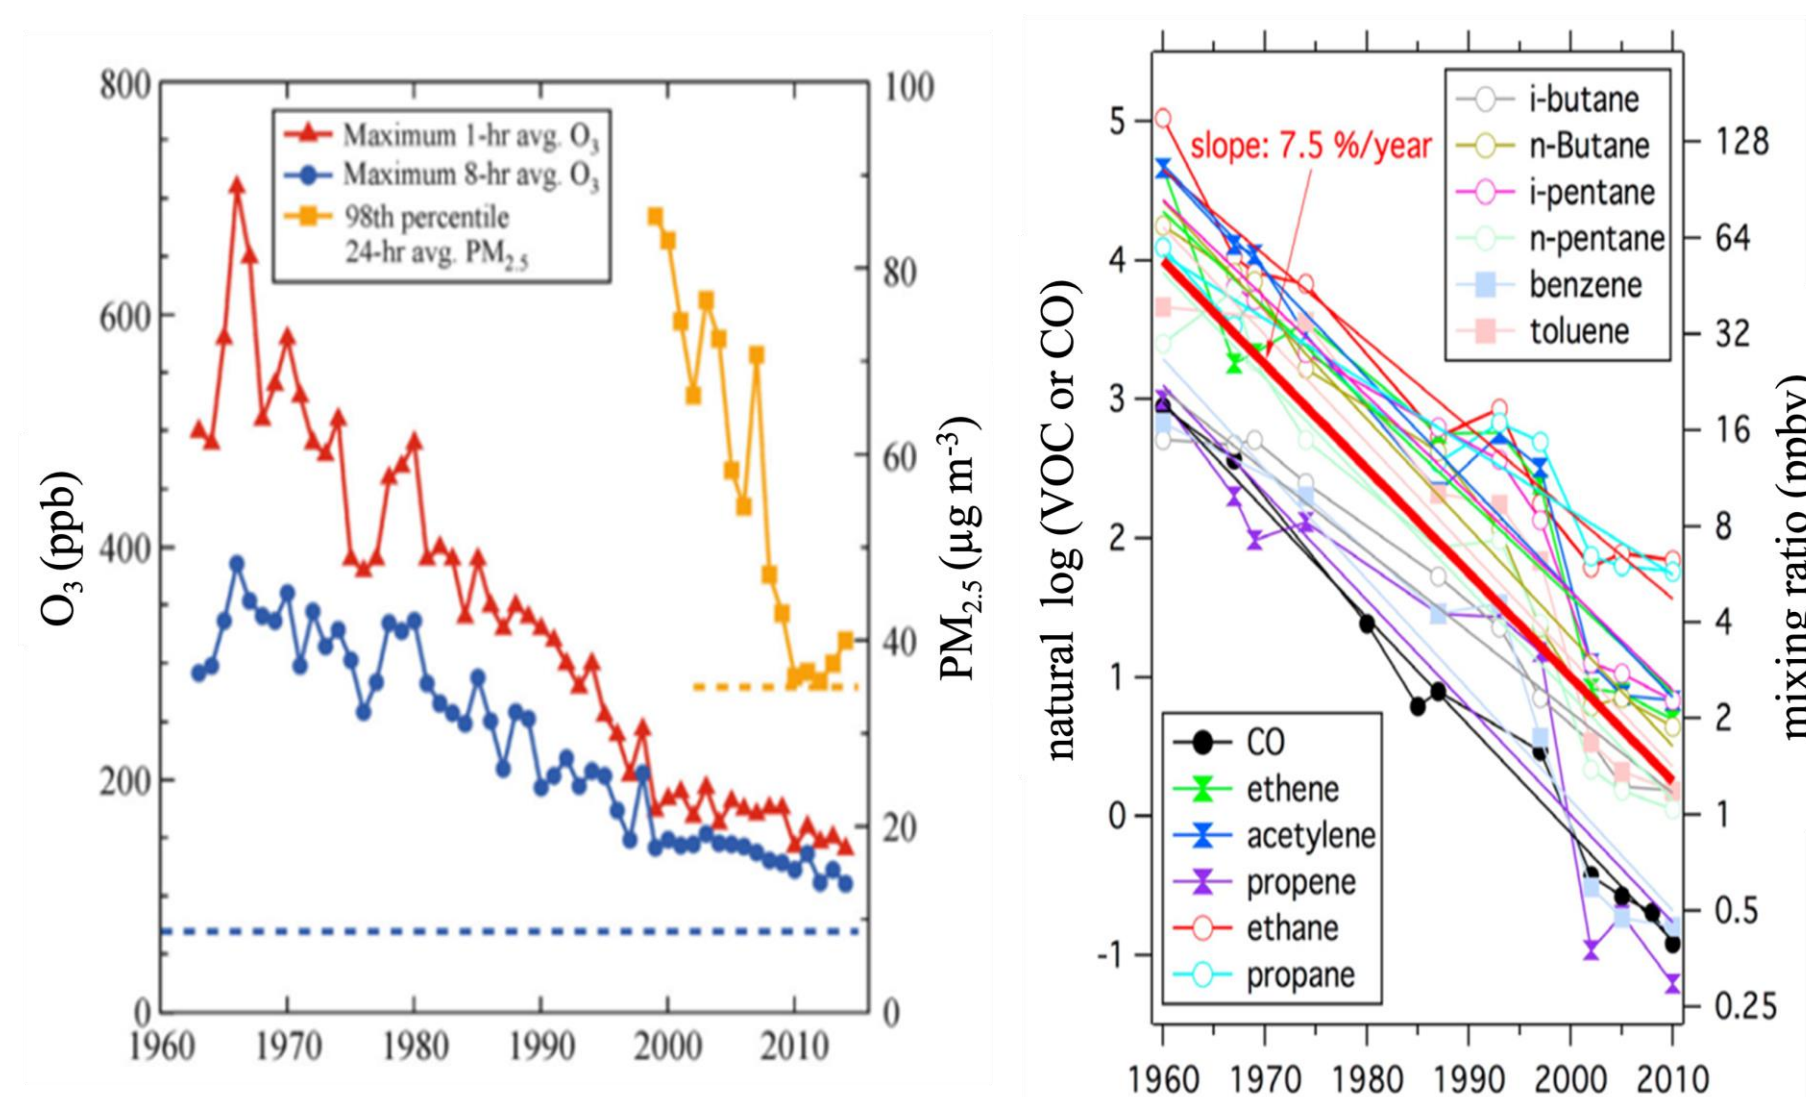 800
600
400
200
0
O₃ (ppb)
Maximum 1-hr avg. O₃
Maximum 8-hr avg. O₃
98th percentile
24-hr avg. PM₂.₅
100
80
60
40
20
0
PM₂.₅ (µg m⁻³)
1960 1970 1980 1990 2000 2010
5
4
3
2
1
0
-1
natural log (VOC or CO)
slope: 7.5 %/year
i-butane
n-Butane
i-pentane
n-pentane
benzene
toluene
CO
ethene
acetylene
propene
ethane
propane
128
64
32
16
8
4
2
1
0.5
0.25
mixing ratio (ppbv)
1960 1970 1980 1990 2000 2010